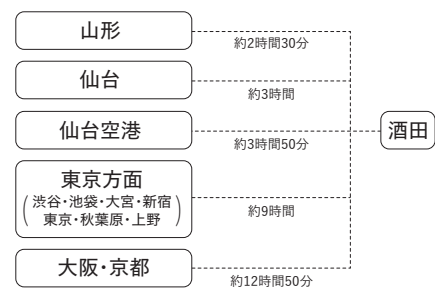 山形
約2時間30分
仙台
約3時間
仙台空港
約3時間50分
酒田
東京方面
(渋谷・池袋・大宮・新宿
東京・秋葉原・上野)
約9時間
大阪・京都
約12時間50分